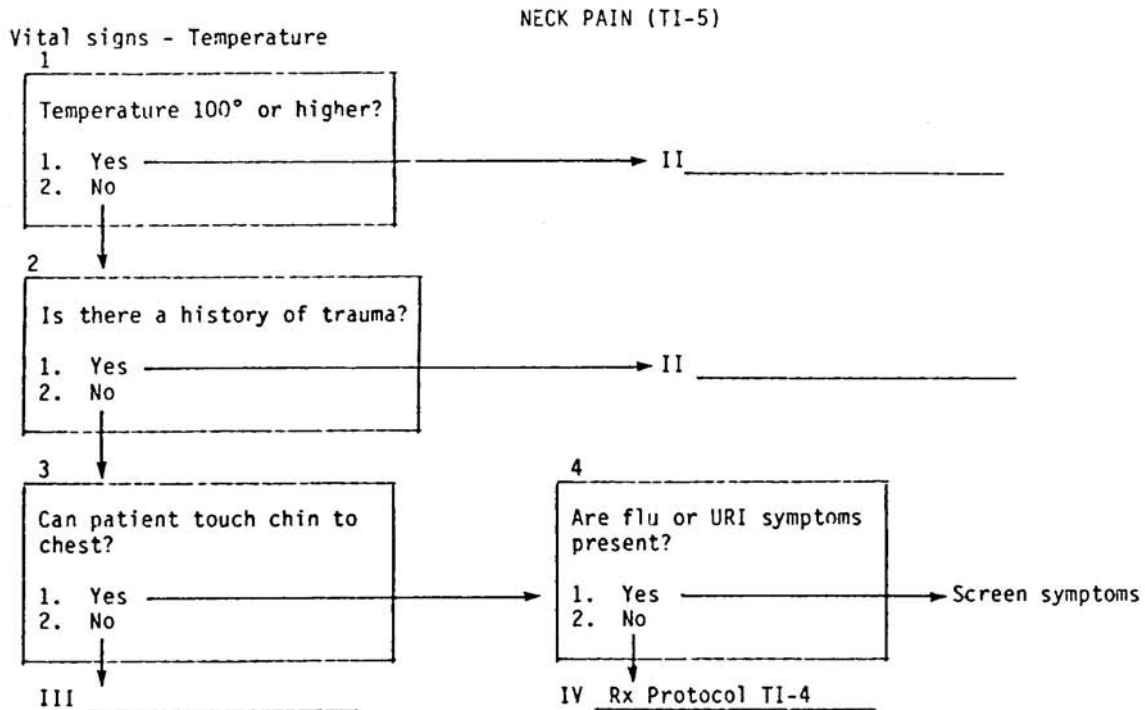 NECK PAIN (TI-5)
Vital signs - Temperature
1
Temperature 100° or higher?
1. Yes II
2. No
2
Is there a history of trauma?
1. Yes II
2. No
3
Can patient touch chin to
chest?
1. Yes
2. No
III
4
Are flu or URI symptoms
present?
1. Yes Screen symptoms
2. No
IV Rx Protocol TI-4